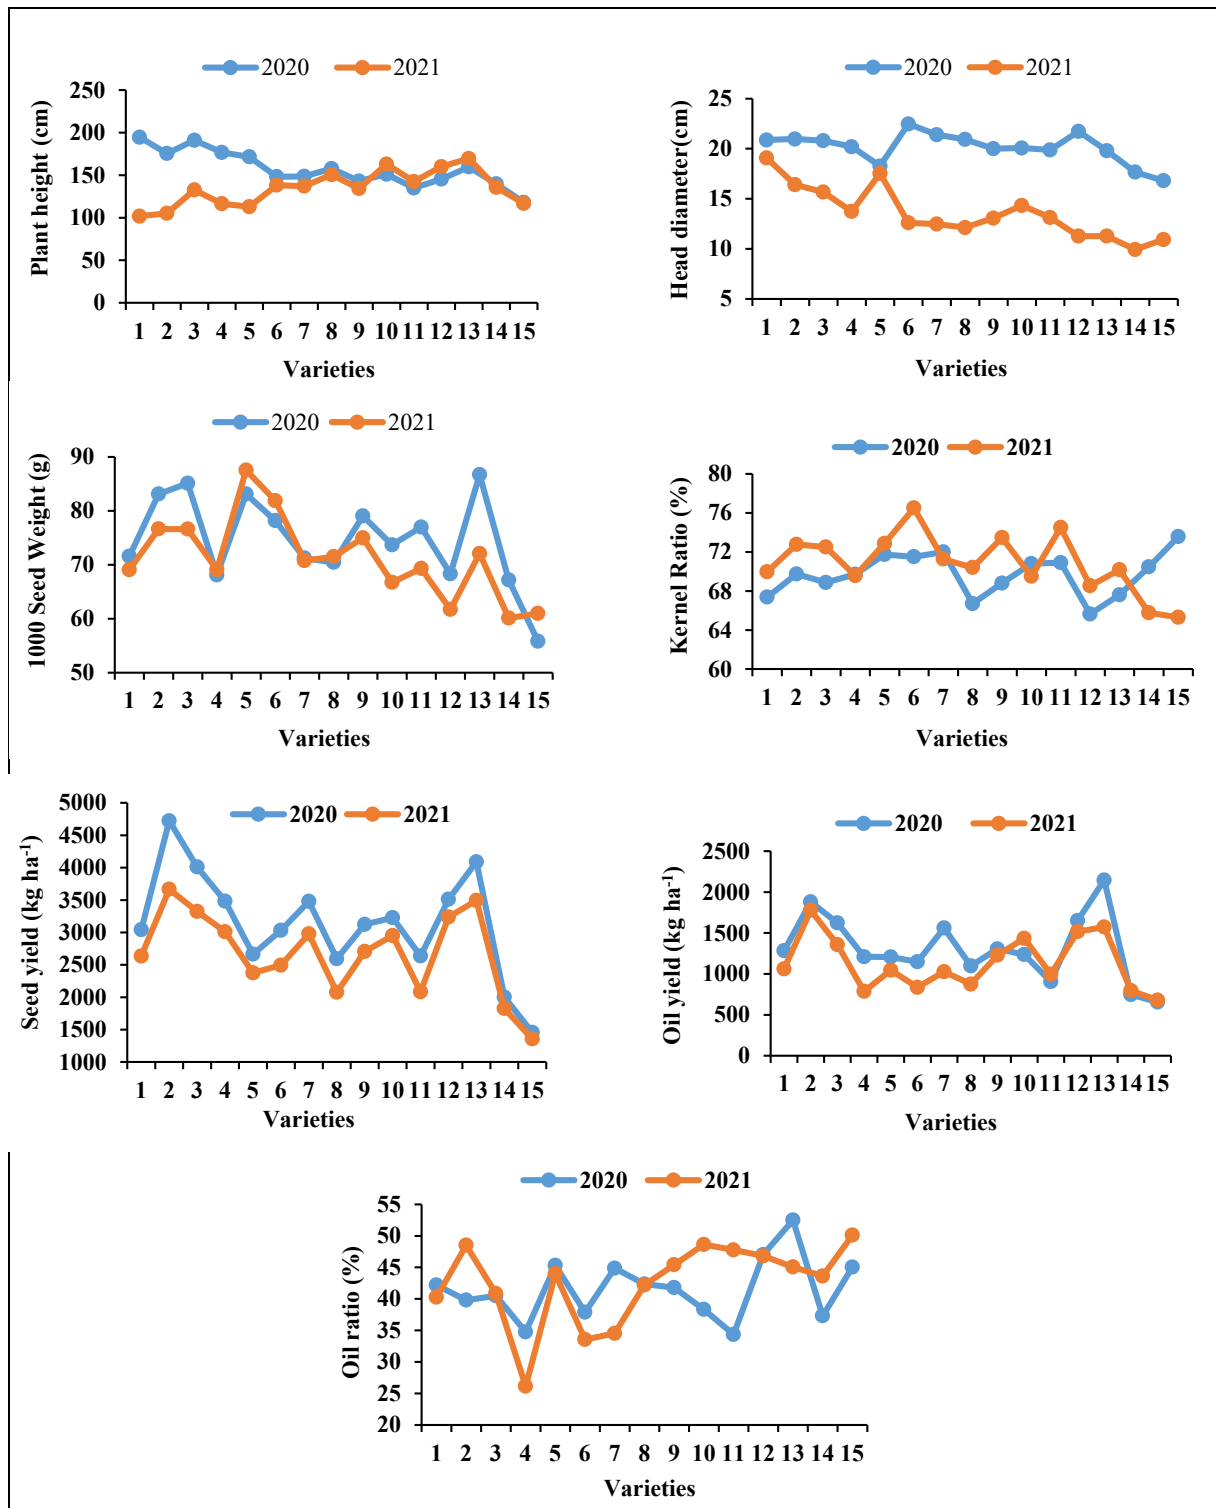 2020 2021
Plant height (cm)
250
200
150
100
50
0
1 2 3 4 5 6 7 8 9 10 11 12 13 14 15
Varieties
2020 2021
Head diameter(cm)
25
20
15
10
5
1 2 3 4 5 6 7 8 9 10 11 12 13 14 15
Varieties
2020 2021
1000 Seed Weight (g)
90
80
70
60
50
1 2 3 4 5 6 7 8 9 10 11 12 13 14 15
Varieties
2020 2021
Kernel Ratio (%)
80
76
72
68
64
60
1 2 3 4 5 6 7 8 9 10 11 12 13 14 15
Varieties
2020 2021
Seed yield (kg ha⁻¹)
5000
4500
4000
3500
3000
2500
2000
1500
1000
1 2 3 4 5 6 7 8 9 10 11 12 13 14 15
Varieties
2020 2021
Oil yield (kg ha⁻¹)
2500
2000
1500
1000
500
0
1 2 3 4 5 6 7 8 9 10 11 12 13 14 15
Varieties
2020 2021
Oil ratio (%)
55
50
45
40
35
30
25
20
1 2 3 4 5 6 7 8 9 10 11 12 13 14 15
Varieties